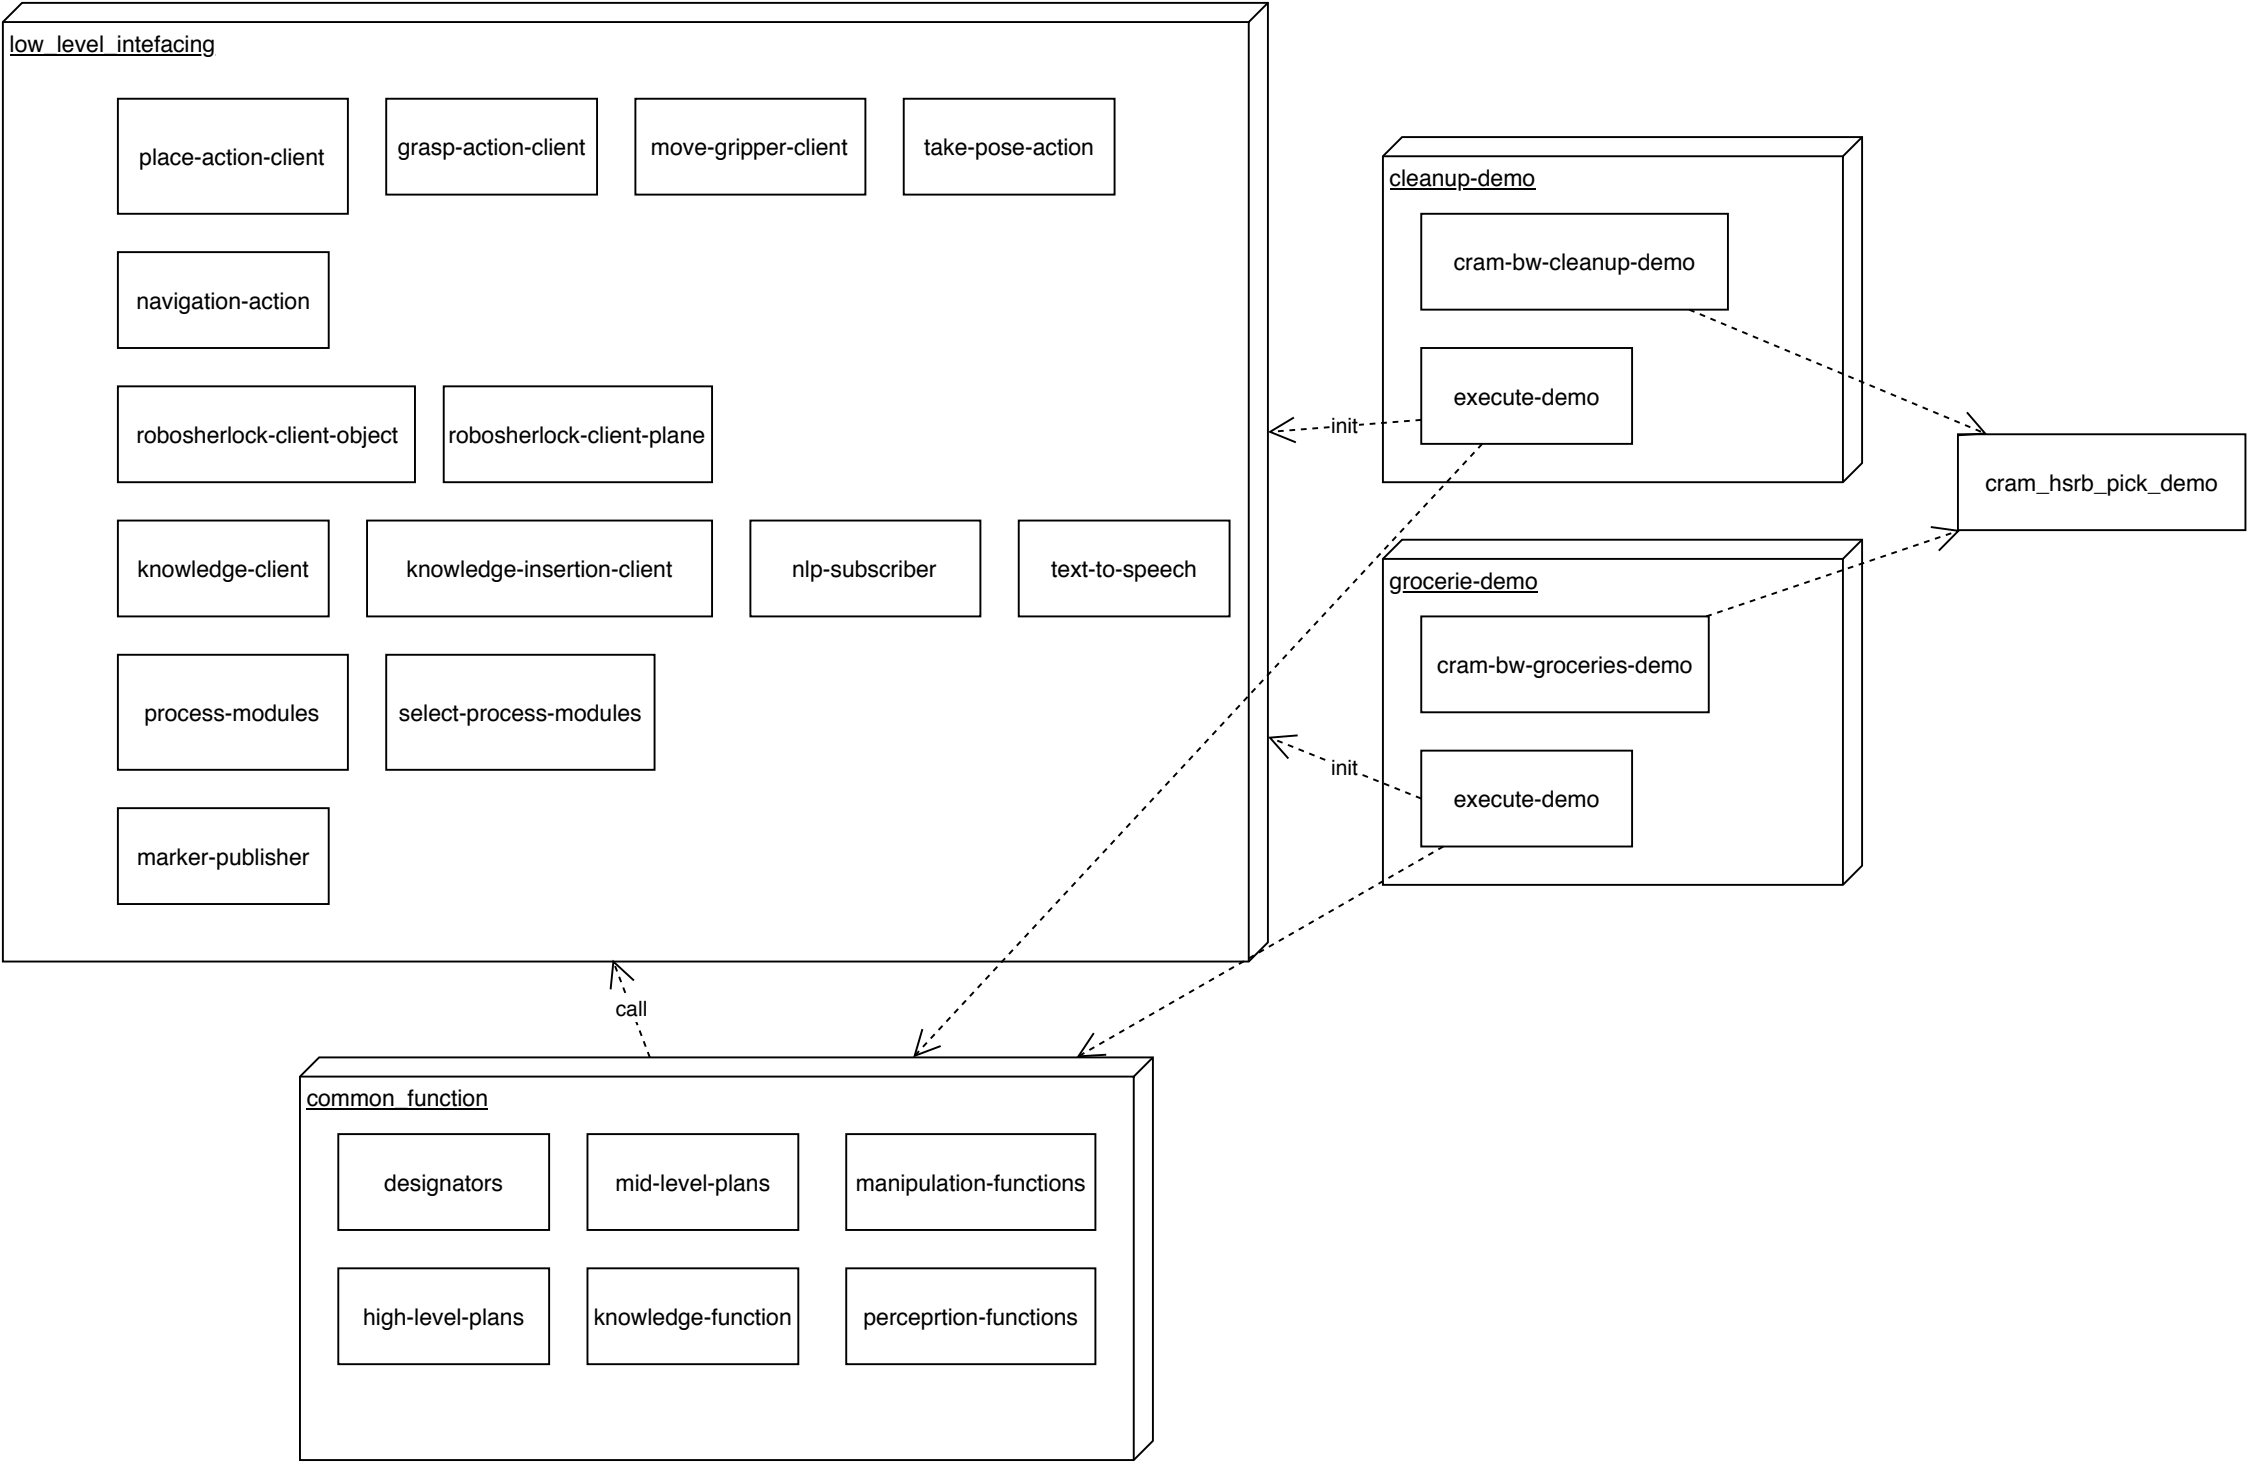 low_level_intefacing
place-action-client
grasp-action-client
move-gripper-client
take-pose-action
navigation-action
robosherlock-client-object
robosherlock-client-plane
knowledge-client
knowledge-insertion-client
nlp-subscriber
text-to-speech
process-modules
select-process-modules
marker-publisher
cleanup-demo
cram-bw-cleanup-demo
execute-demo
init
cram_hsrb_pick_demo
grocerie-demo
cram-bw-groceries-demo
execute-demo
init
call
common_function
designators
mid-level-plans
manipulation-functions
high-level-plans
knowledge-function
perceprtion-functions